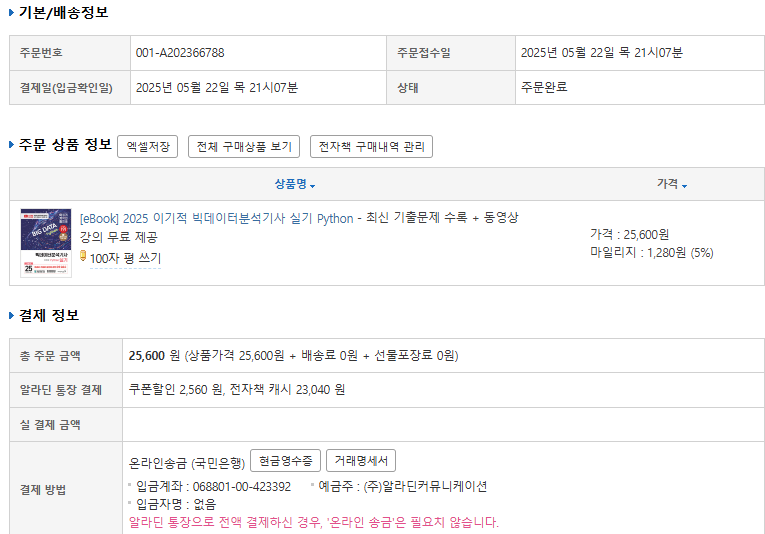 기본/배송정보
주문번호 001-A202366788 주문접수일 2025년 05월 22일 목 21시07분
결제일(입금확인일) 2025년 05월 22일 목 21시07분 상태 주문완료
주문 상품 정보 엑셀저장 전체 구매상품 보기 전자책 구매내역 관리
상품명 가격
BIG DATA
빅데이터분석기사
25
[eBook] 2025 이기적 빅데이터분석기사 실기 Python - 최신 기출문제 수록 + 동영상
강의 무료 제공
100자 평 쓰기
가격 : 25,600원
마일리지 : 1,280원 (5%)
결제 정보
총 주문 금액 25,600 원 (상품가격 25,600원 + 배송료 0원 + 선물포장료 0원)
알라딘 통장 결제 쿠폰할인 2,560 원, 전자책 캐시 23,040 원
실 결제 금액
결제 방법
온라인송금 (국민은행) 현금영수증 거래명세서
입금계좌 : 068801-00-423392 예금주 : (주)알라딘커뮤니케이션
입금자명 : 없음
알라딘 통장으로 전액 결제하신 경우, '온라인 송금'은 필요치 않습니다.